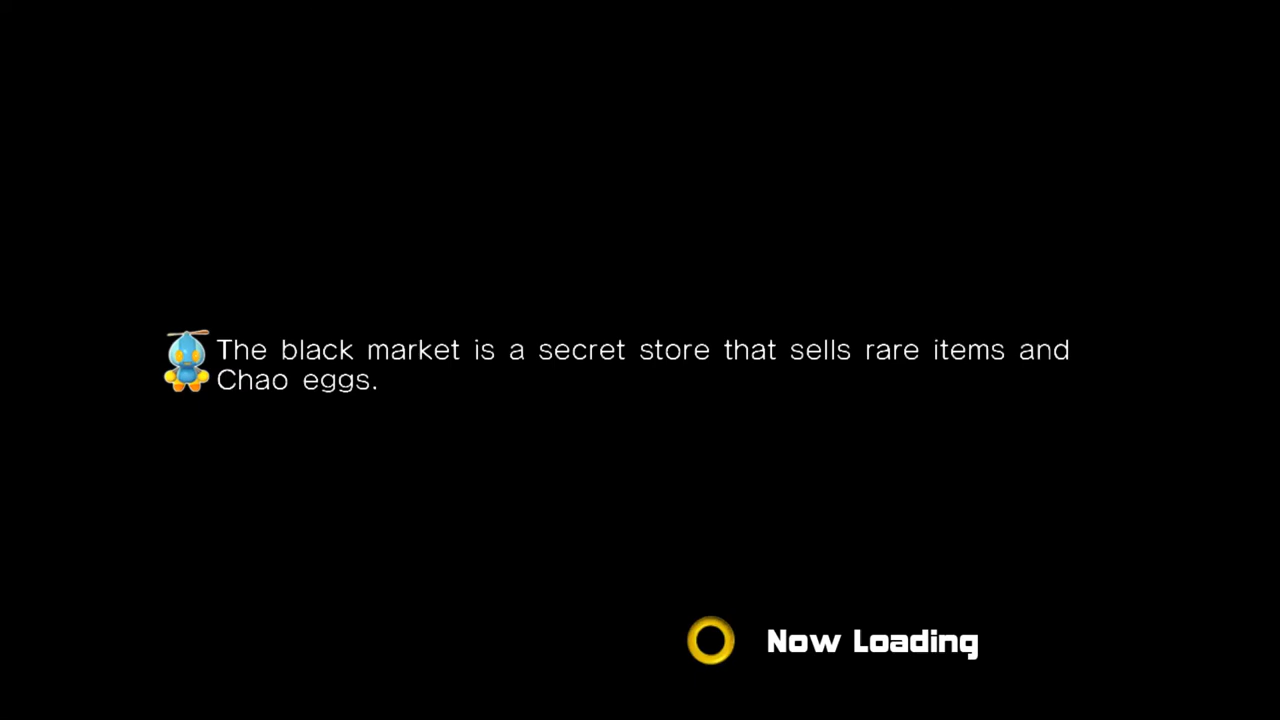 The black market is a secret store that sells rare items and
Chao eggs.
Now Loading